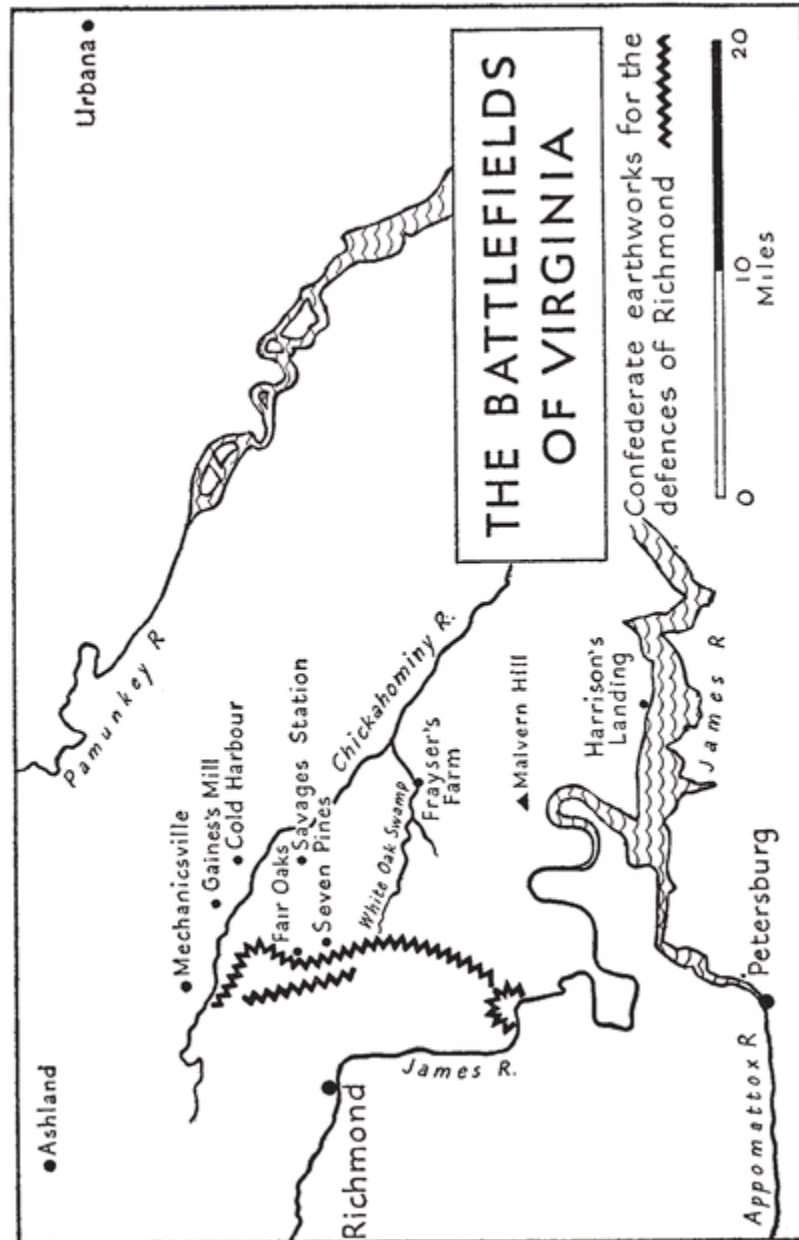 Urbana
Pamunkey R
Ashland
Mechanicsville
Gaines's Mill
Cold Harbour
Fair Oaks
Savages Station
Seven Pines
Chickahominy R.
White Oak Swamp
Frayser's
Farm
Richmond
James R.
Malvern Hill
Harrison's
Landing
James R
Petersburg
Appomattox R
THE BATTLEFIELDS
OF VIRGINIA
Confederate earthworks for the
defences of Richmond
0 10 20
Miles